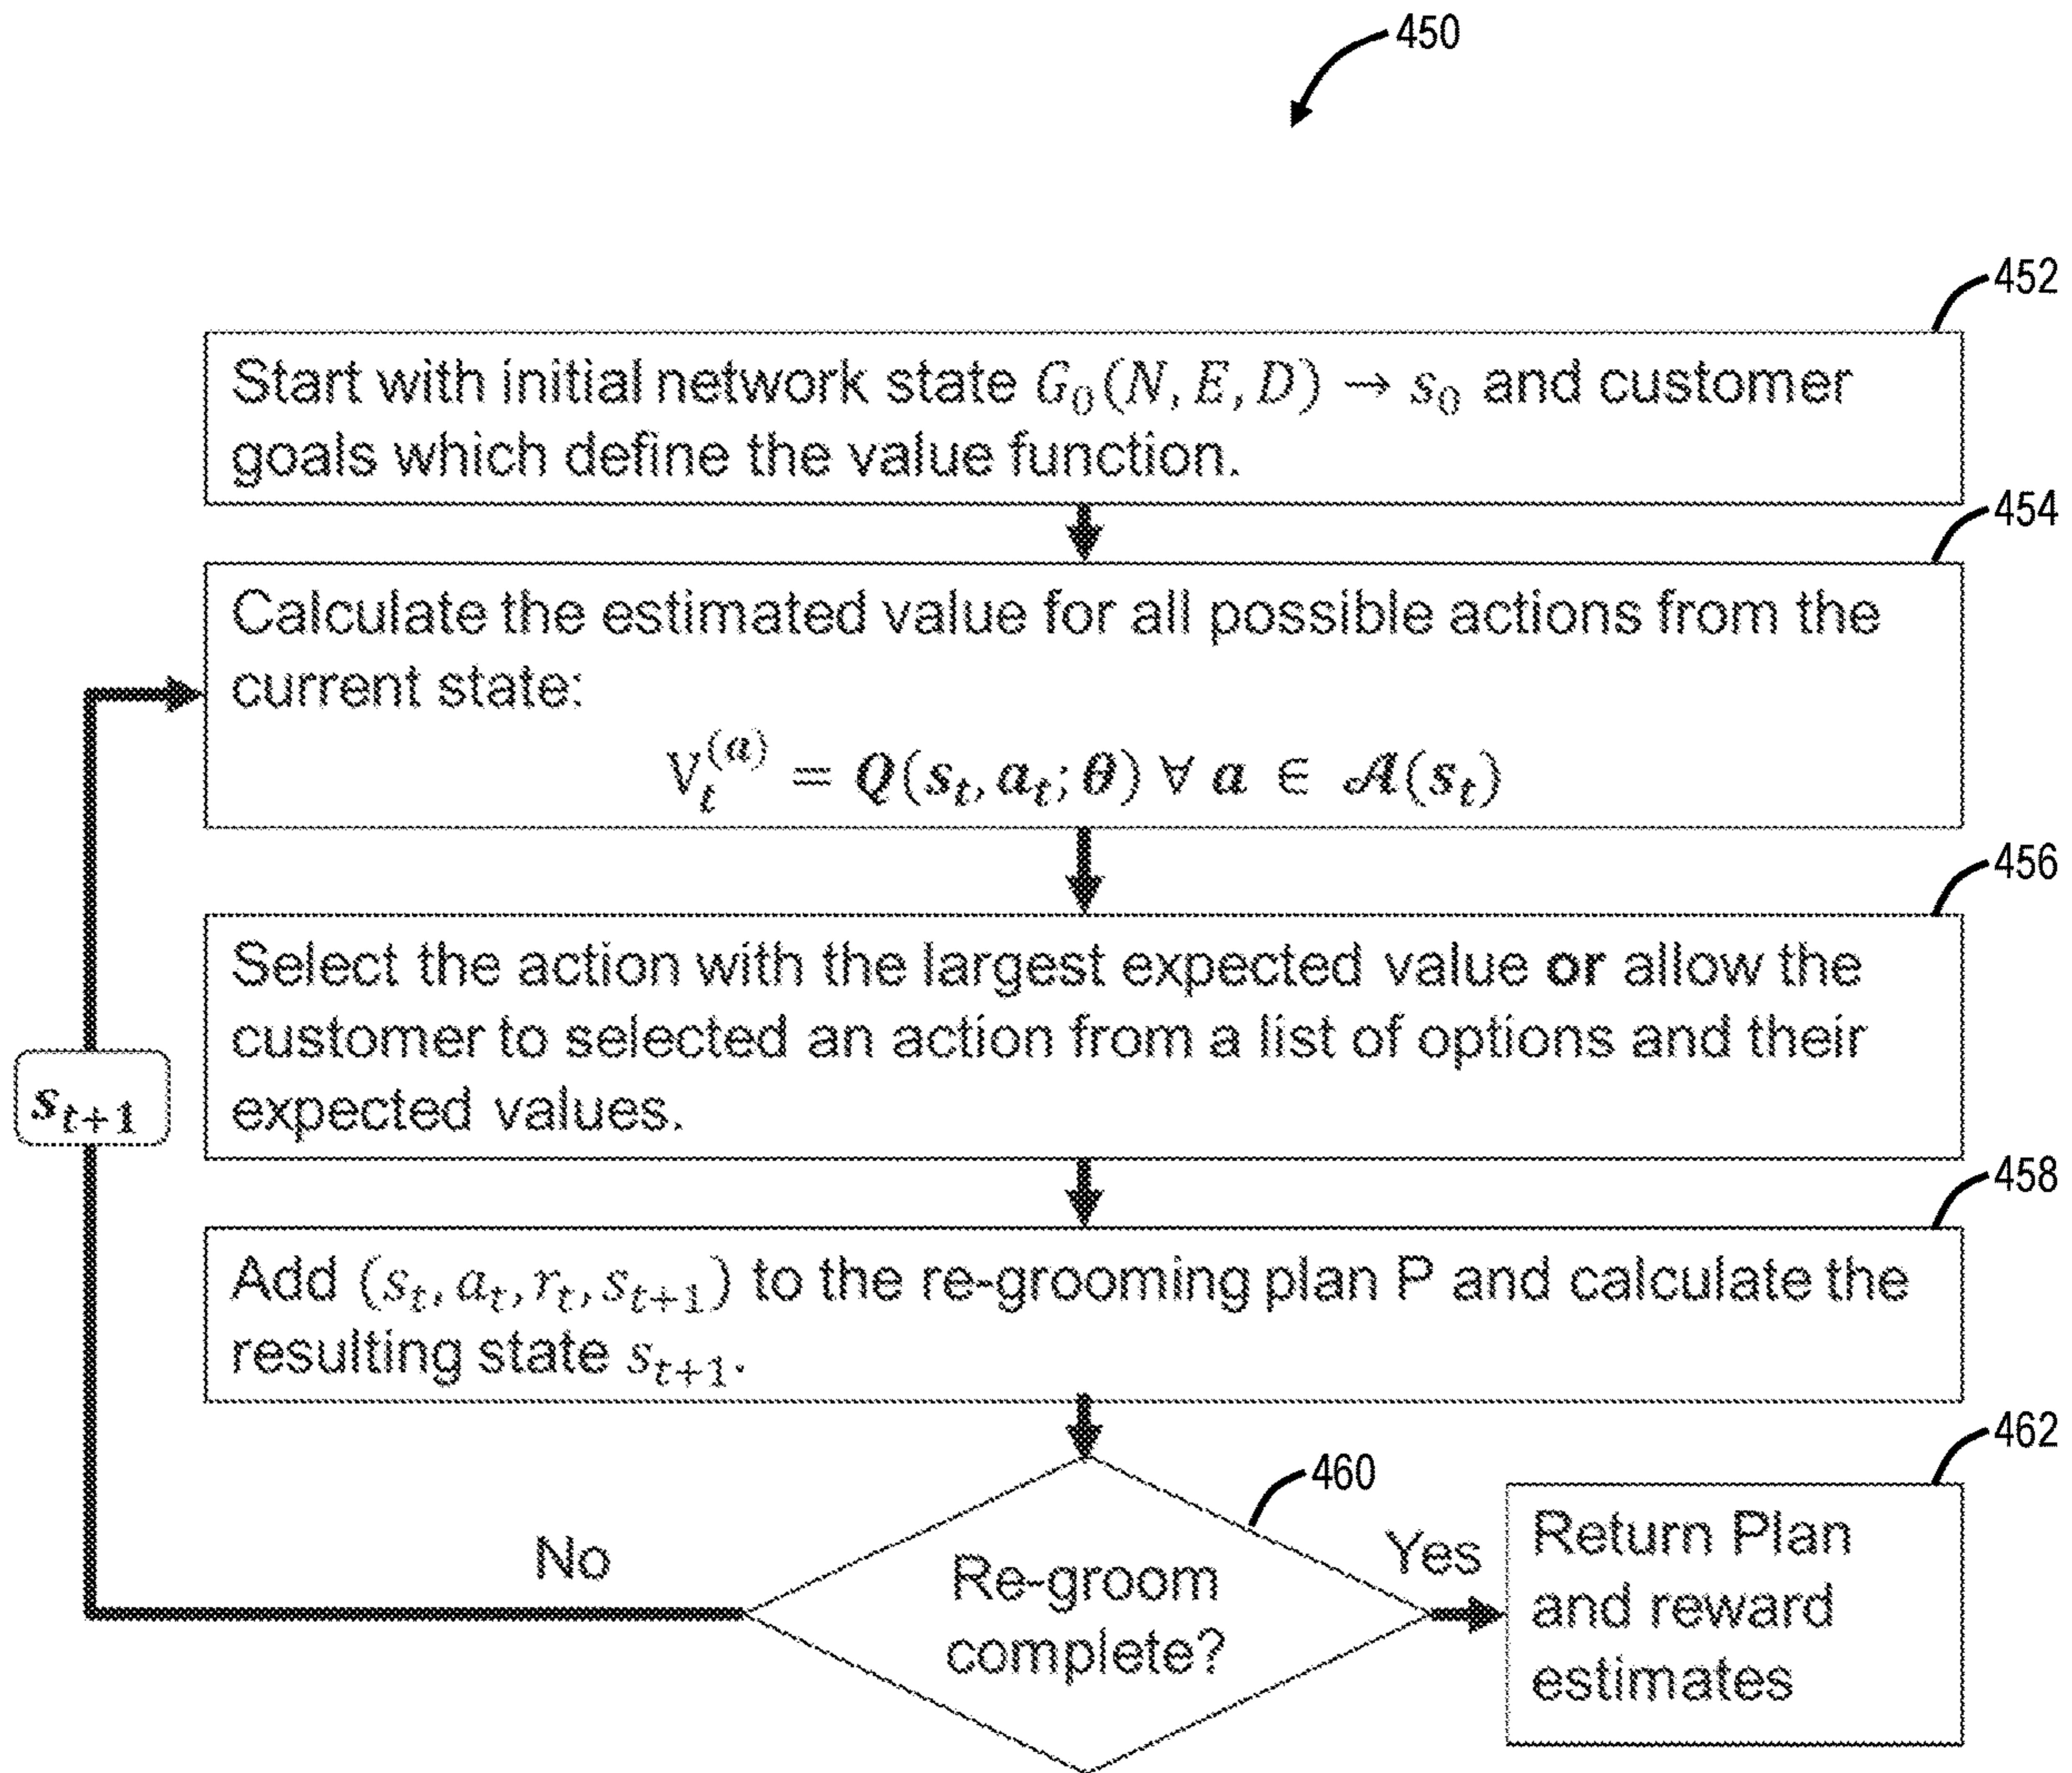 450
452
Start with initial network state G₀(N, E, D) → s₀ and customer
goals which define the value function.
454
Calculate the estimated value for all possible actions from the
current state:
V_t^(a) = Q(s_t, a_t; θ) ∀ a ∈ 𝒜(s_t)
456
Select the action with the largest expected value or allow the
customer to selected an action from a list of options and their
expected values.
s_{t+1}
458
Add (s_t, a_t, r_t, s_{t+1}) to the re-grooming plan P and calculate the
resulting state s_{t+1}.
460
462
No
Re-groom
complete?
Yes
Return Plan
and reward
estimates